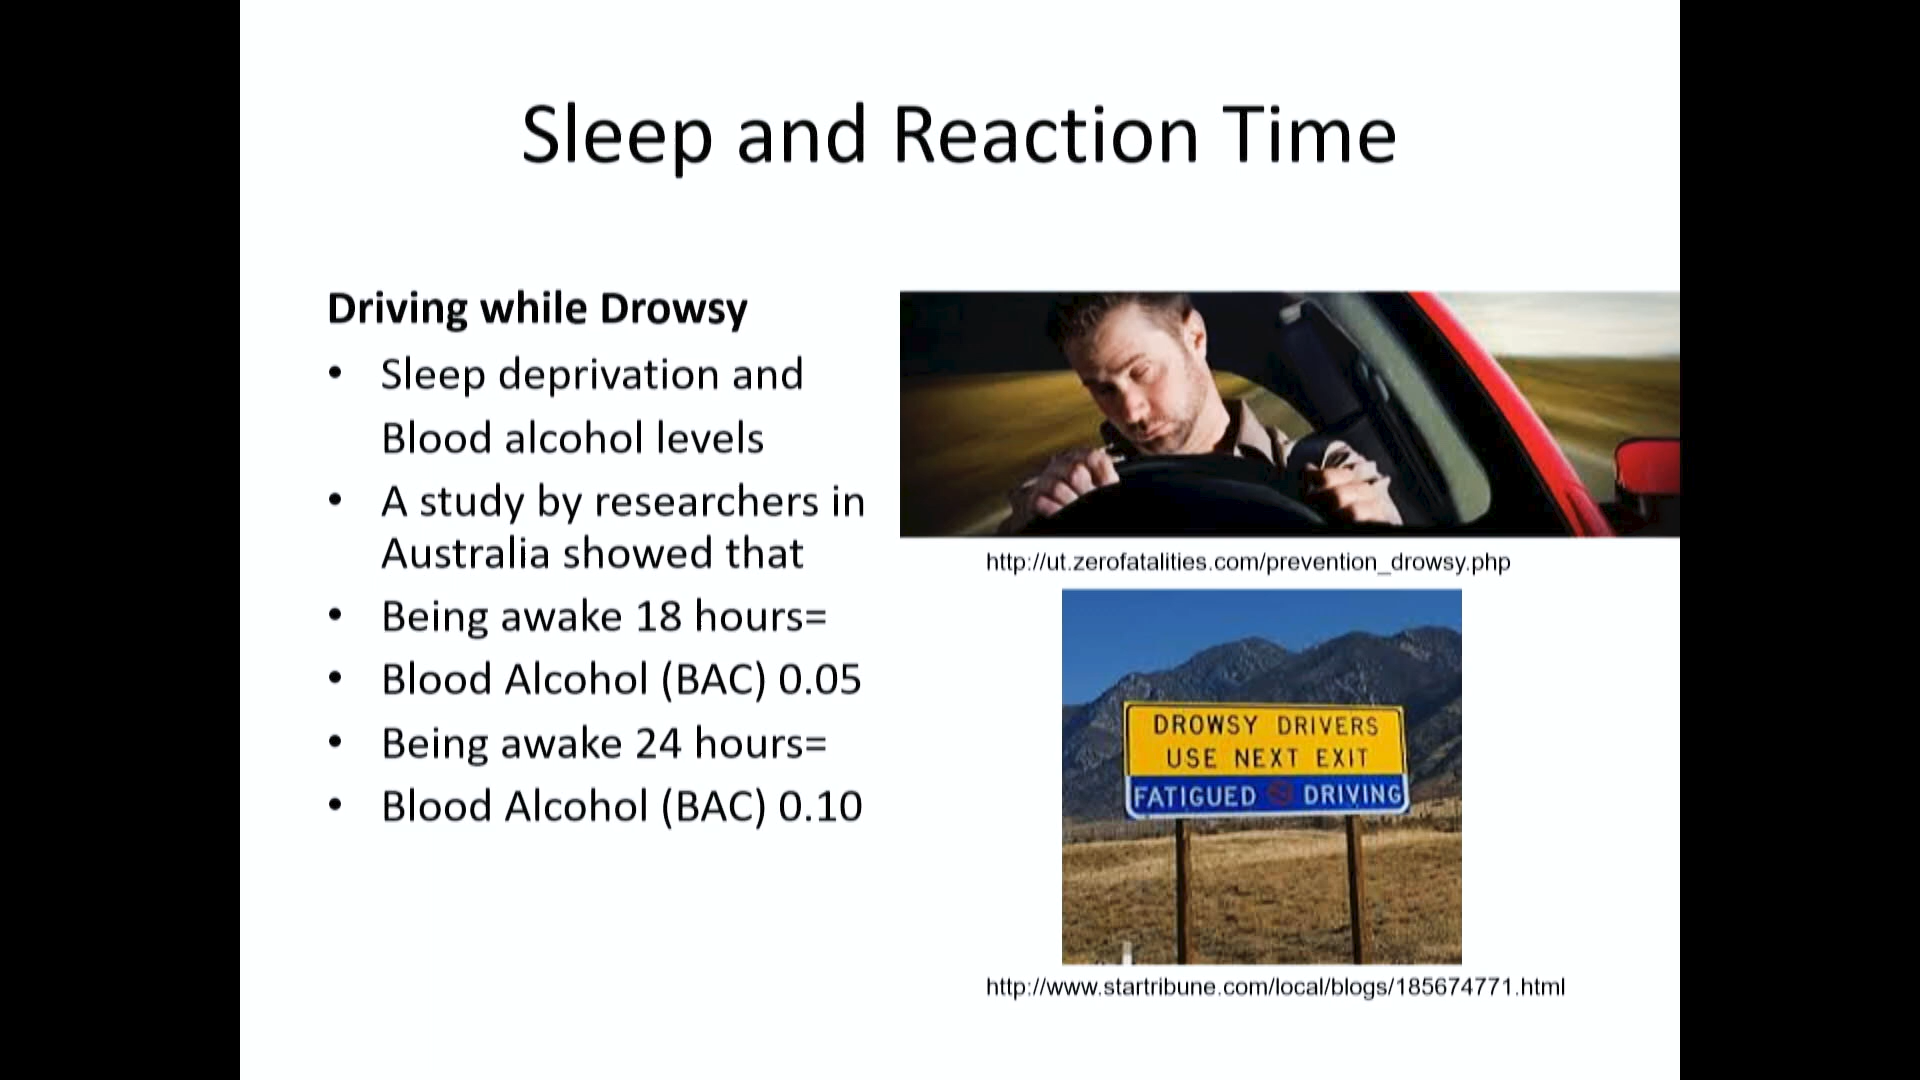 Sleep and Reaction Time
Driving while Drowsy
• Sleep deprivation and
Blood alcohol levels
• A study by researchers in
Australia showed that
• Being awake 18 hours=
• Blood Alcohol (BAC) 0.05
• Being awake 24 hours=
• Blood Alcohol (BAC) 0.10
http://ut.zerofatalities.com/prevention_drowsy.php
DROWSY DRIVERS
USE NEXT EXIT
FATIGUED DRIVING
http://www.startribune.com/local/blogs/185674771.html